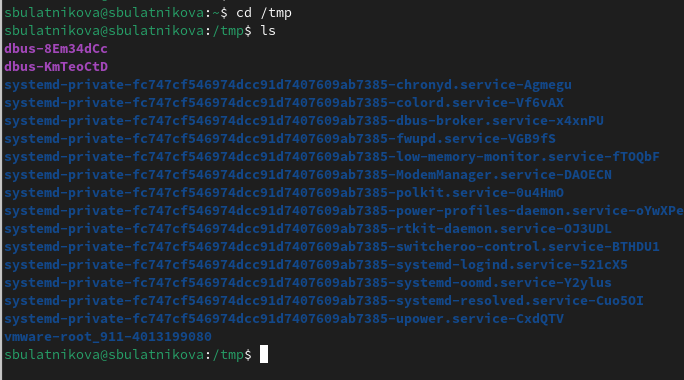 sbulatnikova@sbulatnikova:~$ cd /tmp
sbulatnikova@sbulatnikova:/tmp$ ls
dbus-8Em34dCc
dbus-KmTeoCtD
systemd-private-fc747cf546974dcc91d7407609ab7385-chronyd.service-Agmegu
systemd-private-fc747cf546974dcc91d7407609ab7385-colord.service-Vf6vAX
systemd-private-fc747cf546974dcc91d7407609ab7385-dbus-broker.service-x4xnPU
systemd-private-fc747cf546974dcc91d7407609ab7385-fwupd.service-VGB9fS
systemd-private-fc747cf546974dcc91d7407609ab7385-low-memory-monitor.service-fTOQbF
systemd-private-fc747cf546974dcc91d7407609ab7385-ModemManager.service-DAOECN
systemd-private-fc747cf546974dcc91d7407609ab7385-polkit.service-0u4HmO
systemd-private-fc747cf546974dcc91d7407609ab7385-power-profiles-daemon.service-oYwXPe
systemd-private-fc747cf546974dcc91d7407609ab7385-rtkit-daemon.service-OJ3UDL
systemd-private-fc747cf546974dcc91d7407609ab7385-switcheroo-control.service-BTHDU1
systemd-private-fc747cf546974dcc91d7407609ab7385-systemd-logind.service-521cX5
systemd-private-fc747cf546974dcc91d7407609ab7385-systemd-oomd.service-Y2ylus
systemd-private-fc747cf546974dcc91d7407609ab7385-systemd-resolved.service-Cuo5OI
systemd-private-fc747cf546974dcc91d7407609ab7385-upower.service-CxdQTV
vmware-root_911-4013199080
sbulatnikova@sbulatnikova:/tmp$